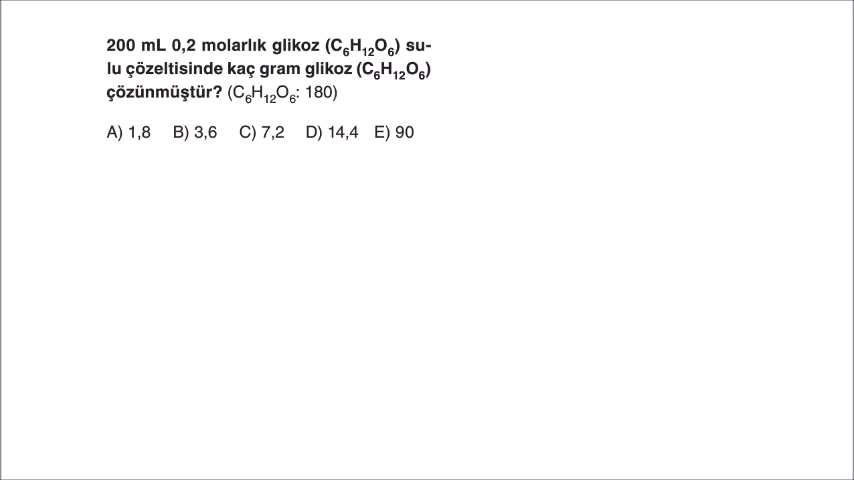 200 mL 0,2 molarlık glikoz (C₆H₁₂O₆) su-
lu çözeltisinde kaç gram glikoz (C₆H₁₂O₆)
çözünmüştür? (C₆H₁₂O₆: 180)
A) 1,8 B) 3,6 C) 7,2 D) 14,4 E) 90